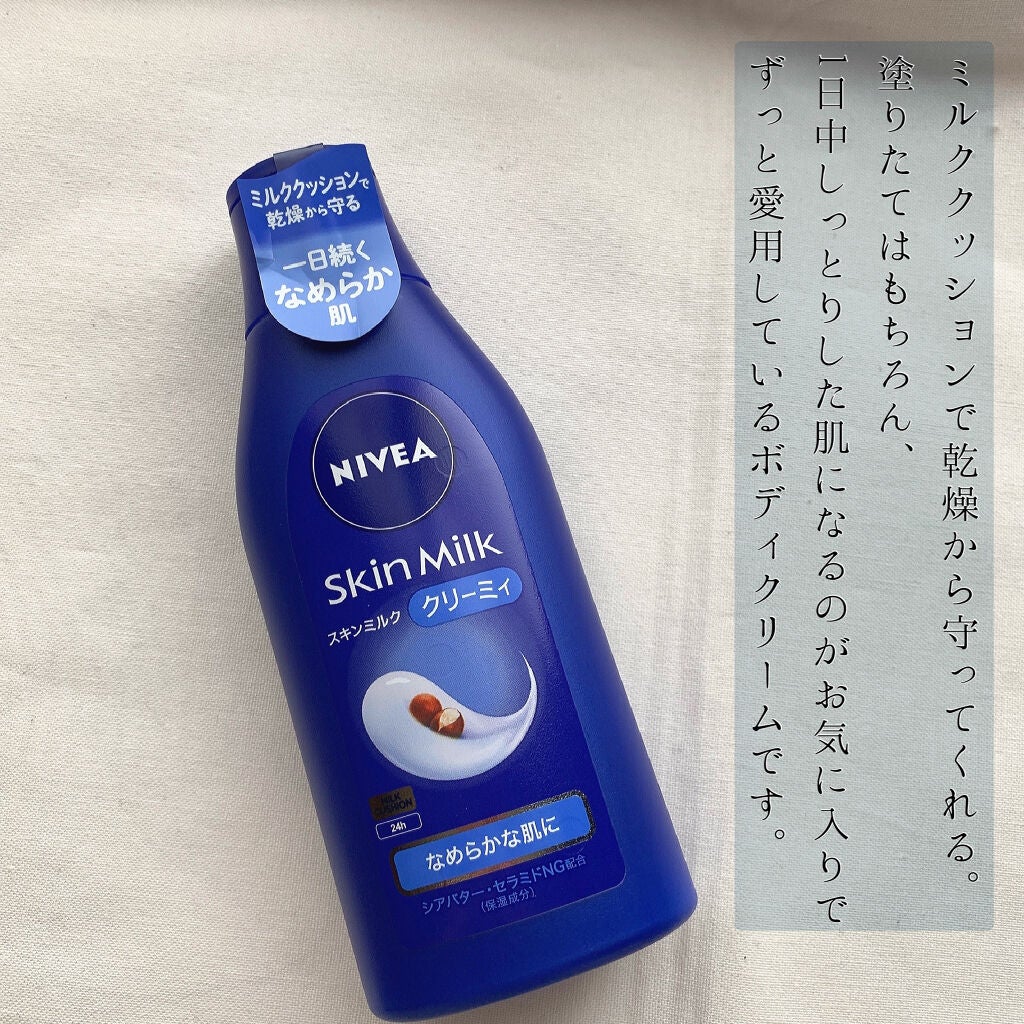 ミルククッションで乾燥から守ってくれる。
塗りたてはもちろん、
1日中しっとりした肌になるのがお気に入りで
ずっと愛用しているボディクリームです。
ミルククッションで
乾燥から守る
一日続く
なめらか
肌
NIVEA
Skin Milk
スキンミルク クリーミィ
MILK
CUSHION
24h
なめらかな肌に
シアバター・セラミドNG配合
(保湿成分)